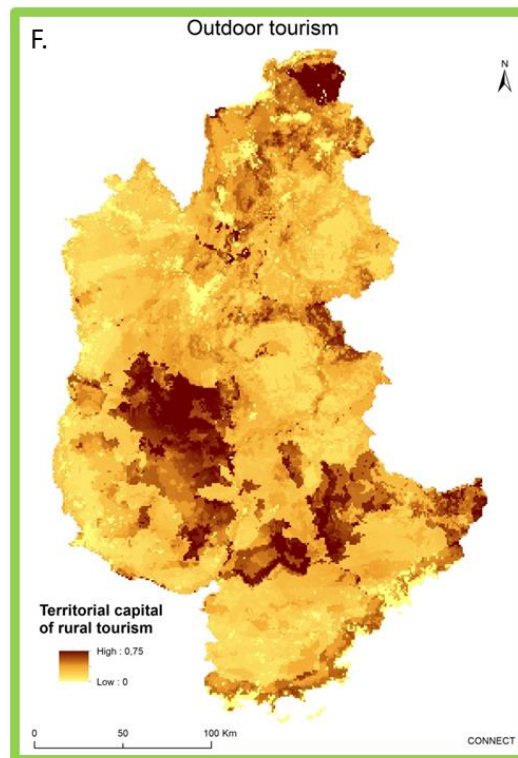 F.
Outdoor tourism
N
Territorial capital
of rural tourism
High : 0,75
Low : 0
0 50 100 Km
CONNECT